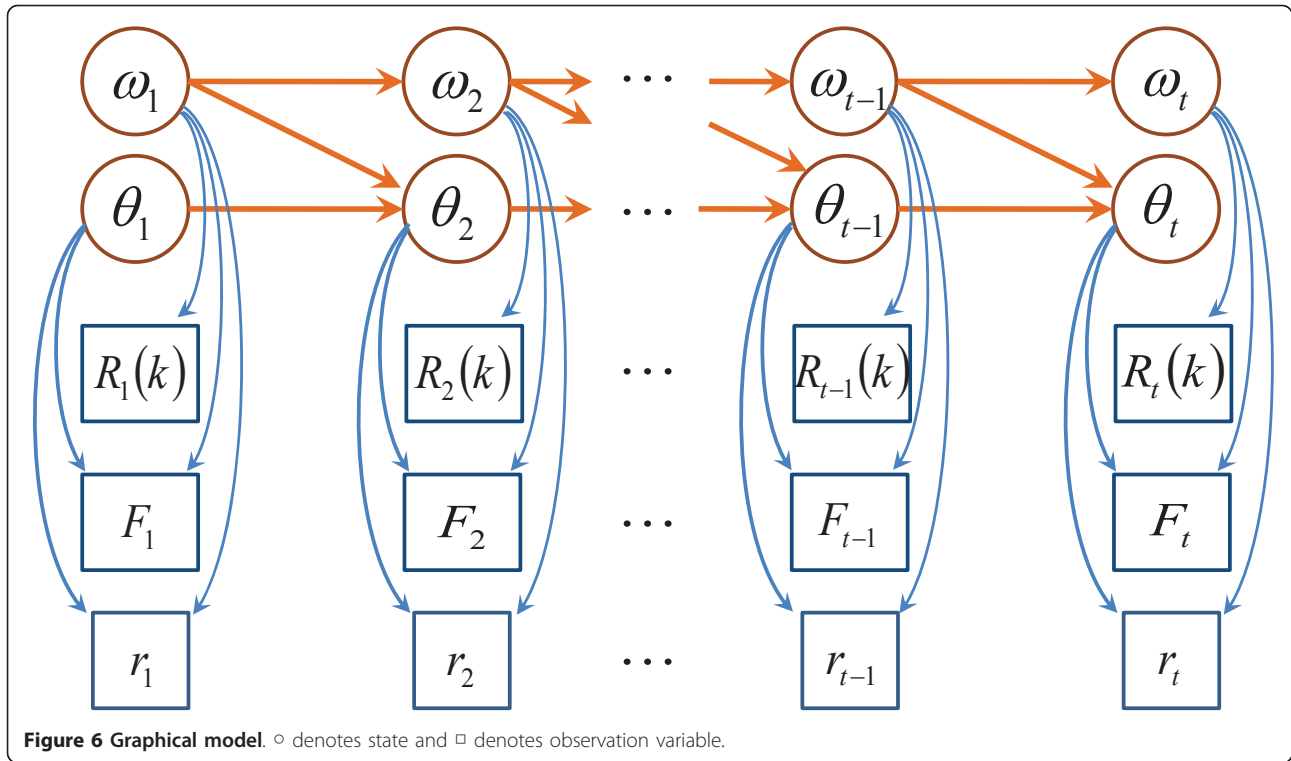 ω₁ ω₂ ⋯ ωₜ₋₁ ωₜ
θ₁ θ₂ ⋯ θₜ₋₁ θₜ
R₁(k) R₂(k) ⋯ Rₜ₋₁(k) Rₜ(k)
F₁ F₂ ⋯ Fₜ₋₁ Fₜ
r₁ r₂ ⋯ rₜ₋₁ rₜ
Figure 6 Graphical model. ○ denotes state and □ denotes observation variable.